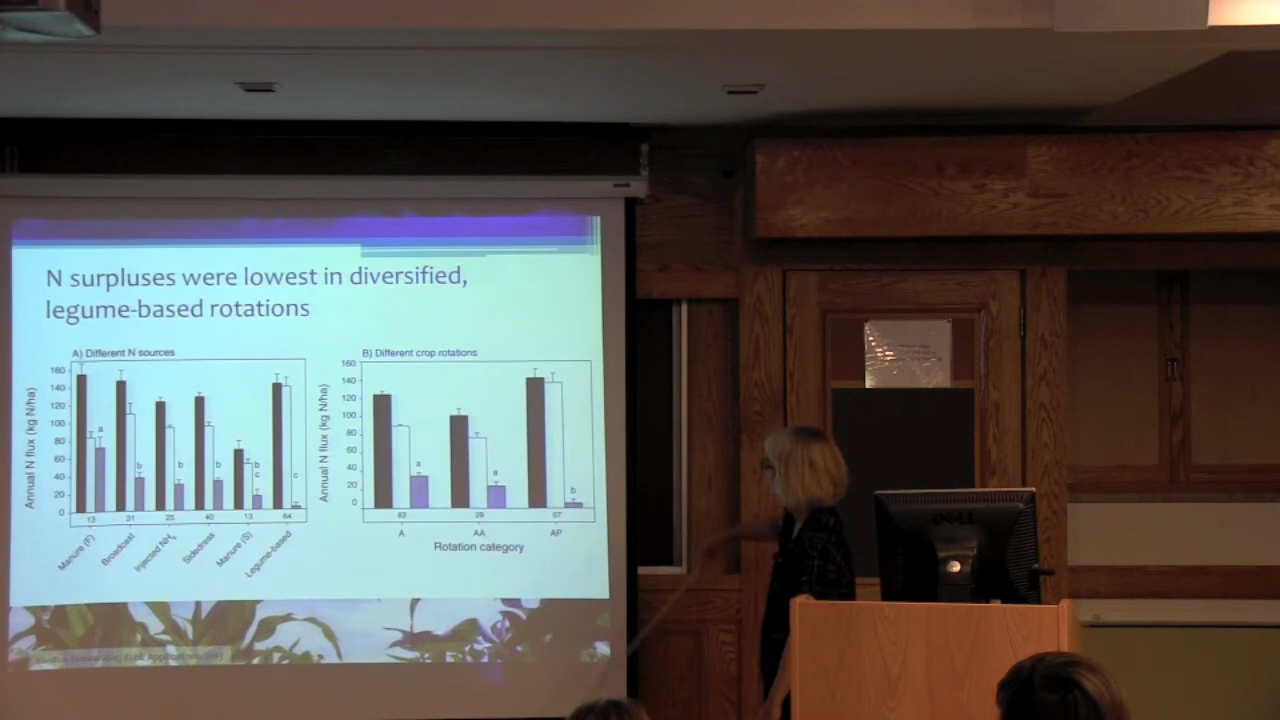 N surpluses were lowest in diversified,
legume-based rotations
A) Different N sources
Annual N flux (kg N/ha)
160
140
120
100
80
60
40
20
0
a
b
b
b
b
c
c
13
31
25
40
13
64
Manure (F)
Broadcast
Injected NH₃
Sidedress
Manure (S)
Legume-based
B) Different crop rotations
Annual N flux (kg N/ha)
160
140
120
100
80
60
40
20
0
a
a
b
83
29
67
A
AA
AP
Rotation category
DELL